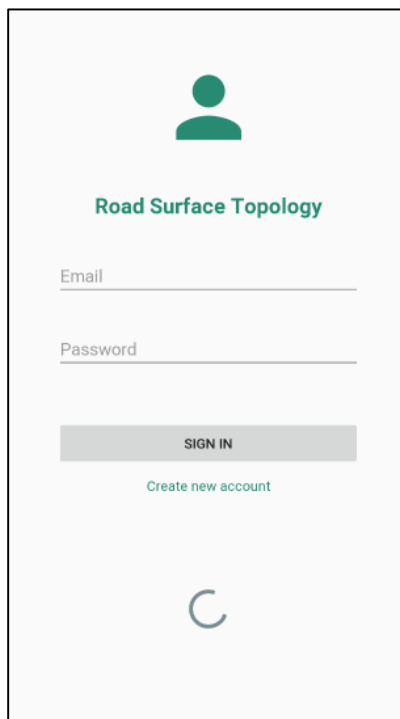 Road Surface Topology
Email
Password
SIGN IN
Create new account